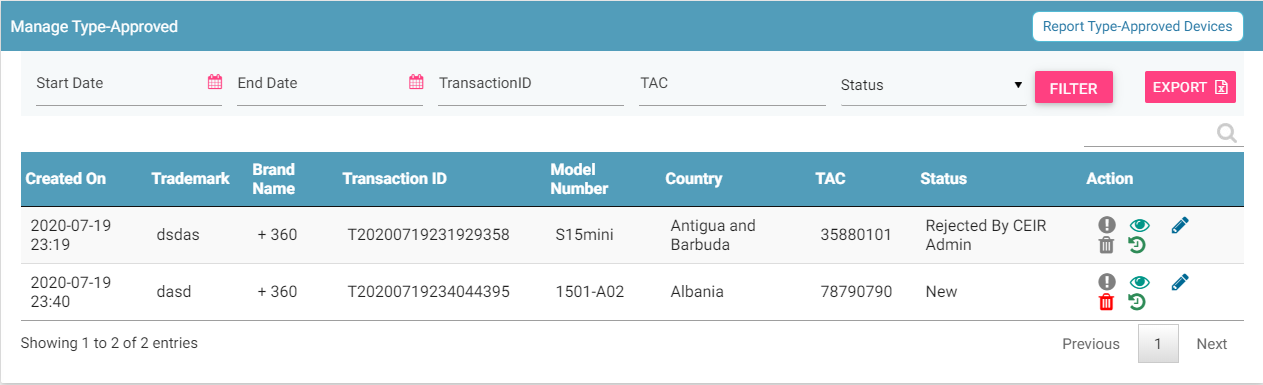 Manage Type-Approved
Report Type-Approved Devices
Start Date End Date TransactionID TAC Status FILTER EXPORT
Created On Trademark Brand Name Transaction ID Model Number Country TAC Status Action
2020-07-19 23:19 dsdas + 360 T20200719231929358 S15mini Antigua and Barbuda 35880101 Rejected By CEIR Admin
2020-07-19 23:40 dasd + 360 T20200719234044395 1501-A02 Albania 78790790 New
Showing 1 to 2 of 2 entries
Previous 1 Next